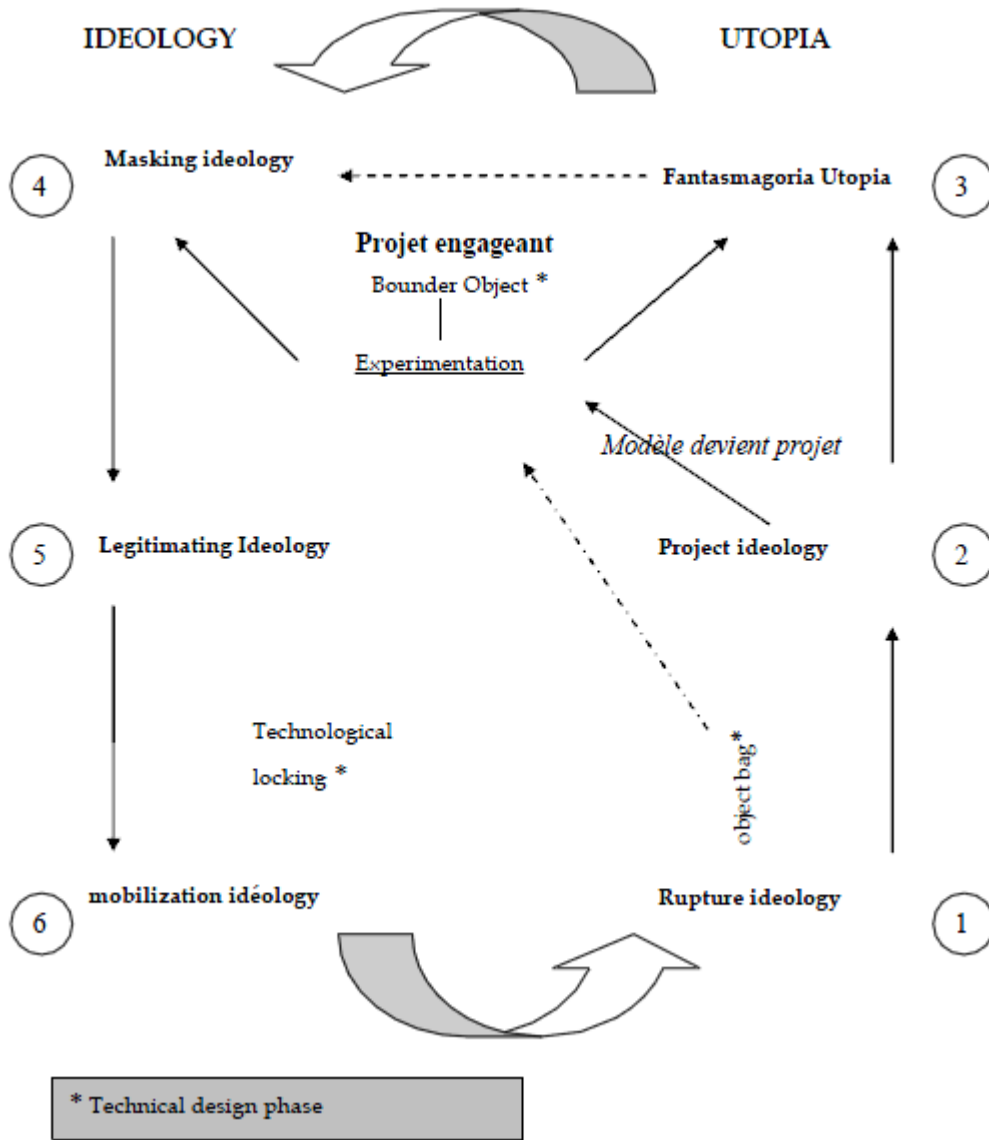 IDEOLOGY
UTOPIA
4
Masking ideology
Fantasmagoria Utopia
3
Projet engageant
Bounder Object *
Experimentation
Modèle devient projet
5
Legitimating Ideology
Project ideology
2
Technological
locking *
object bag*
6
mobilization idéology
Rupture ideology
1
* Technical design phase